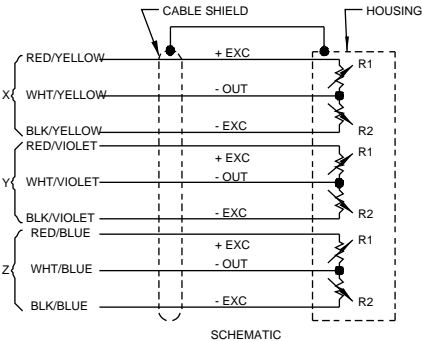 CABLE SHIELD HOUSING
RED/YELLOW + EXC R1
X WHT/YELLOW - OUT
BLK/YELLOW - EXC R2
RED/VIOLET + EXC R1
Y WHT/VIOLET - OUT
BLK/VIOLET - EXC R2
RED/BLUE + EXC R1
Z WHT/BLUE - OUT
BLK/BLUE - EXC R2
SCHEMATIC